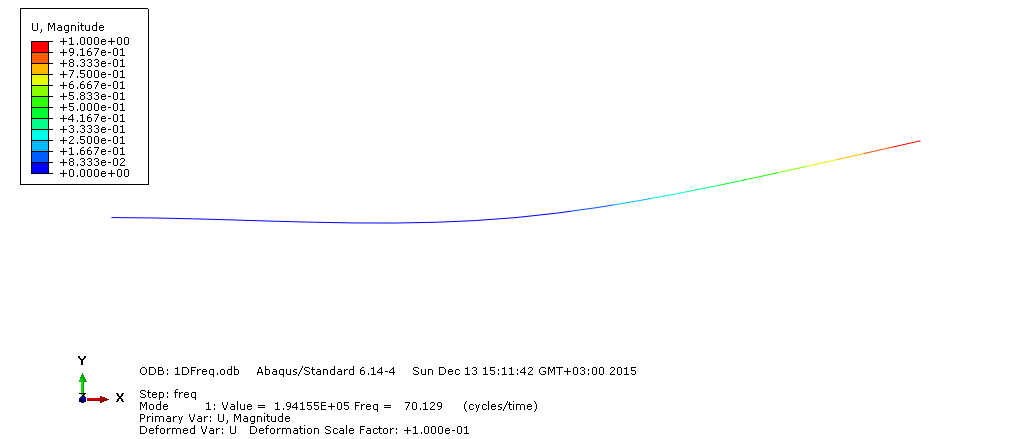 U, Magnitude
+1.000e+00
+9.167e-01
+8.333e-01
+7.500e-01
+6.667e-01
+5.833e-01
+5.000e-01
+4.167e-01
+3.333e-01
+2.500e-01
+1.667e-01
+8.333e-02
+0.000e+00
Y
X
ODB: 1DFreq.odb Abaqus/Standard 6.14-4 Sun Dec 13 15:11:42 GMT+03:00 2015
Step: freq
Mode 1: Value = 1.94155E+05 Freq = 70.129 (cycles/time)
Primary Var: U, Magnitude
Deformed Var: U Deformation Scale Factor: +1.000e-01